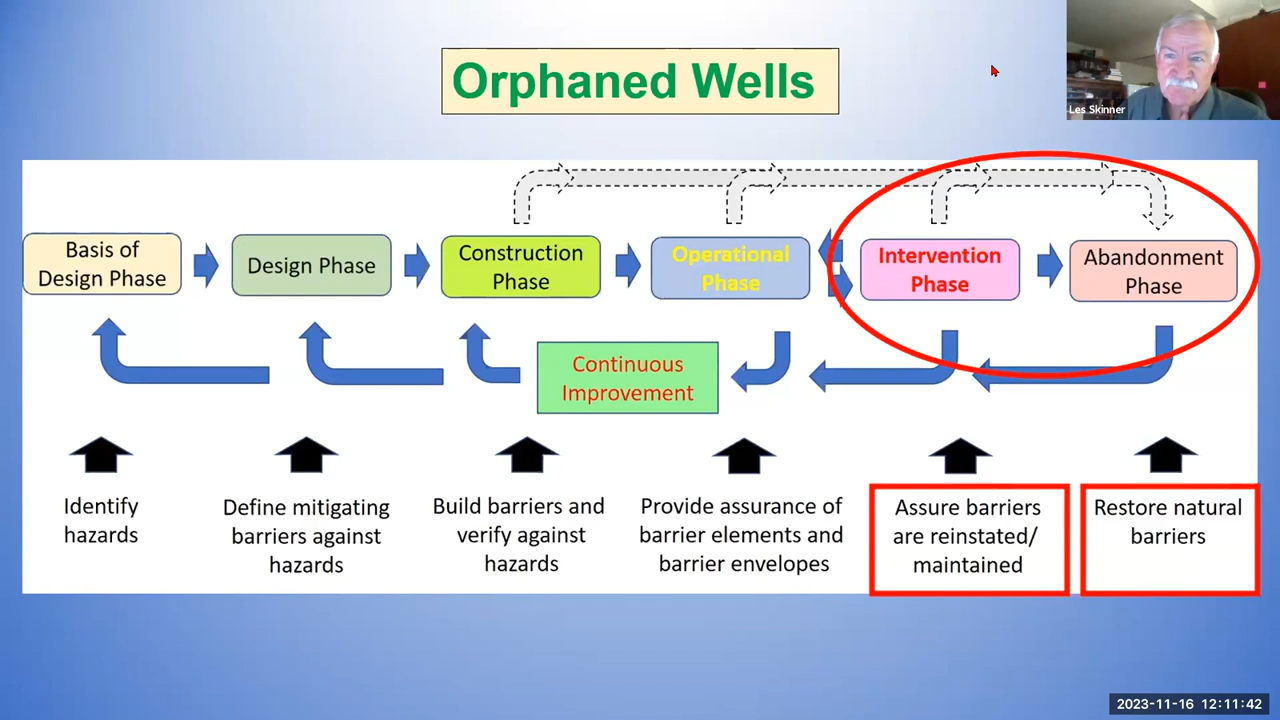 Orphaned Wells
Les Skinner
Basis of
Design Phase
Design Phase
Construction
Phase
Operational
Phase
Intervention
Phase
Abandonment
Phase
Continuous
Improvement
Identify
hazards
Define mitigating
barriers against
hazards
Build barriers and
verify against
hazards
Provide assurance of
barrier elements and
barrier envelopes
Assure barriers
are reinstated/
maintained
Restore natural
barriers
2023-11-16 12:11:42